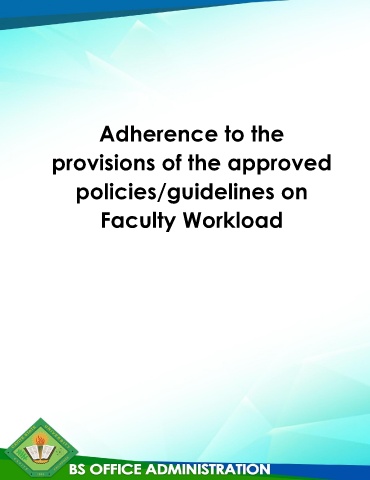 Adherence to the
provisions of the approved
policies/guidelines on
Faculty Workload
BS OFFICE ADMINISTRATION